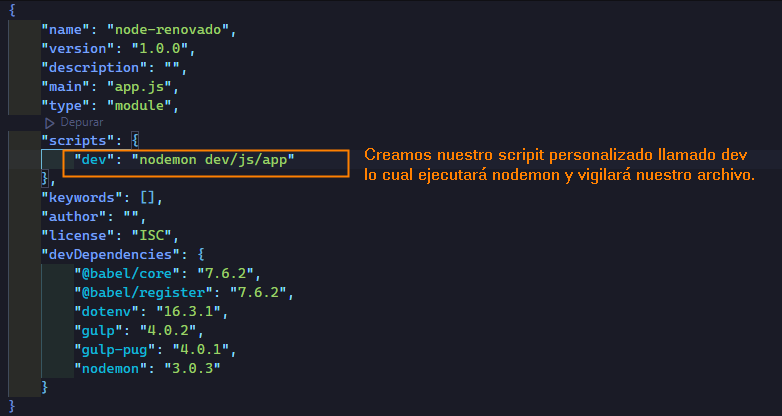 {
"name": "node-renovado",
"version": "1.0.0",
"description": "",
"main": "app.js",
"type": "module",
Depurar
"scripts": {
"dev": "nodemon dev/js/app"
},
Creamos nuestro scripit personalizado llamado dev
lo cual ejecutará nodemon y vigilará nuestro archivo.
"keywords": [],
"author": "",
"license": "ISC",
"devDependencies": {
"@babel/core": "7.6.2",
"@babel/register": "7.6.2",
"dotenv": "16.3.1",
"gulp": "4.0.2",
"gulp-pug": "4.0.1",
"nodemon": "3.0.3"
}
}